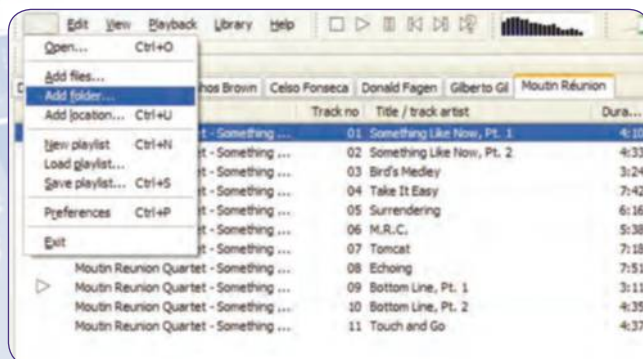 Edit View Playback Library Help
Open... Ctrl+O
Add files...
Add folder...
Add location... Ctrl+U
New playlist Ctrl+N
Load playlist...
Save playlist... Ctrl+S
Preferences Ctrl+P
Exit
D hos Brown Celso Fonseca Donald Fagen Gilberto Gil Moutin Réunion
Track no Title / track artist Dura...
t - Something ... 01 Something Like Now, Pt. 1 4:10
t - Something ... 02 Something Like Now, Pt. 2 4:33
t - Something ... 03 Bird's Medley 3:24
t - Something ... 04 Take It Easy 7:42
t - Something ... 05 Surrendering 6:16
t - Something ... 06 M.R.C. 5:38
t - Something ... 07 Tomcat 7:18
Moutin Reunion Quartet - Something ... 08 Echoing 7:51
Moutin Reunion Quartet - Something ... 09 Bottom Line, Pt. 1 3:11
Moutin Reunion Quartet - Something ... 10 Bottom Line, Pt. 2 4:35
Moutin Reunion Quartet - Something ... 11 Touch and Go 4:37